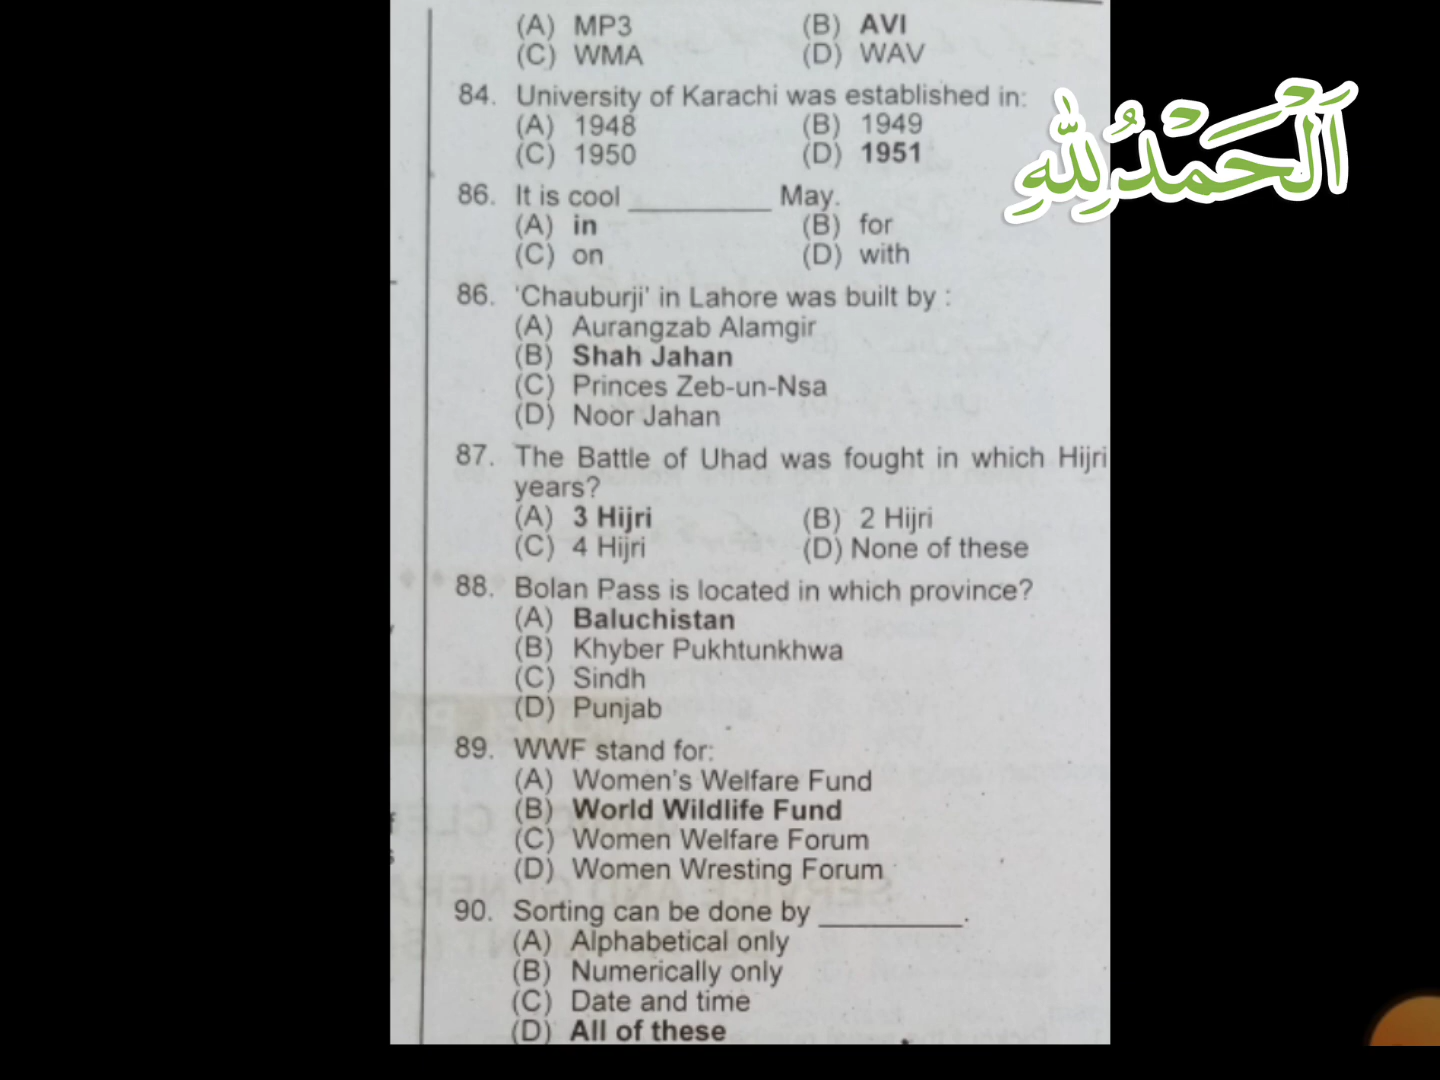 (A) MP3 (B) AVI
(C) WMA (D) WAV
84. University of Karachi was established in:
(A) 1948 (B) 1949
(C) 1950 (D) 1951
اَلْحَمْدُلِلّٰهِ
86. It is cool __________ May.
(A) in (B) for
(C) on (D) with
86. 'Chauburji' in Lahore was built by :
(A) Aurangzab Alamgir
(B) Shah Jahan
(C) Princes Zeb-un-Nsa
(D) Noor Jahan
87. The Battle of Uhad was fought in which Hijri
years?
(A) 3 Hijri (B) 2 Hijri
(C) 4 Hijri (D) None of these
88. Bolan Pass is located in which province?
(A) Baluchistan
(B) Khyber Pukhtunkhwa
(C) Sindh
(D) Punjab
89. WWF stand for:
(A) Women's Welfare Fund
(B) World Wildlife Fund
(C) Women Welfare Forum
(D) Women Wresting Forum
90. Sorting can be done by __________.
(A) Alphabetical only
(B) Numerically only
(C) Date and time
(D) All of these